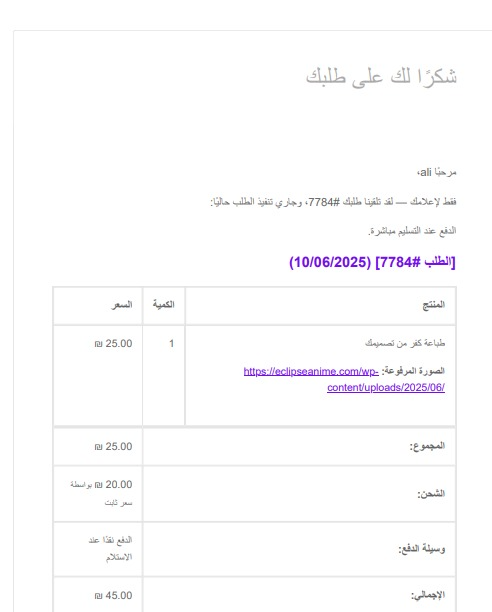 شكرًا لك على طلبك
مرحبًا ali،
فقط لإعلامك — لقد تلقينا طلبك #7784، وجاري تنفيذ الطلب حاليًا:
الدفع عند التسليم مباشرة.
[الطلب #7784] (10/06/2025)
المنتج الكمية السعر
طباعة كفر من تصميمك 1 25.00 ₪
الصورة المرفوعة: https://eclipseanime.com/wp-
content/uploads/2025/06/
المجموع: 25.00 ₪
الشحن: 20.00 ₪ بواسطة
سعر ثابت
وسيلة الدفع: الدفع نقدًا عند
الاستلام
الإجمالي: 45.00 ₪